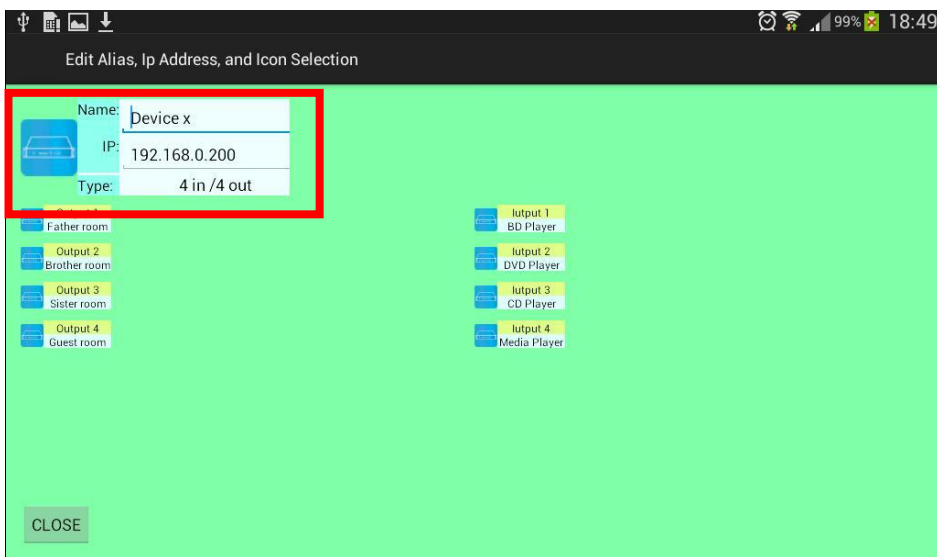 99% 18:49
Edit Alias, Ip Address, and Icon Selection
Name: Device x
IP: 192.168.0.200
Type: 4 in /4 out
Father room
Output 2
Brother room
Output 3
Sister room
Output 4
Guest room
Iutput 1
BD Player
Iutput 2
DVD Player
Iutput 3
CD Player
Iutput 4
Media Player
CLOSE